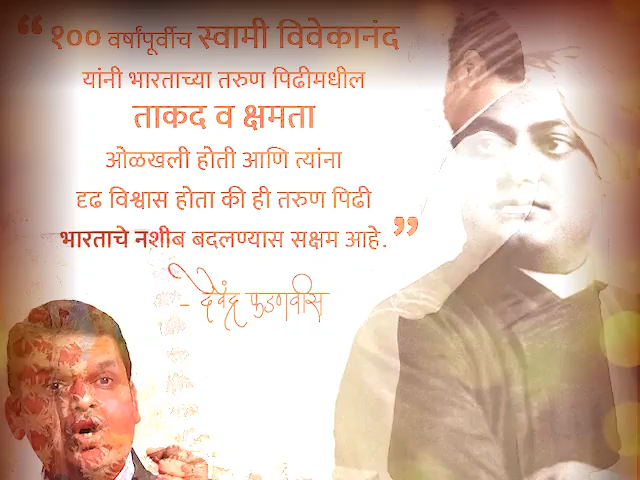 “ १०० वर्षांपूर्वीच स्वामी विवेकानंद
यांनी भारताच्या तरुण पिढीमधील
ताकद व क्षमता
ओळखली होती आणि त्यांना
दृढ विश्वास होता की ही तरुण पिढी
भारताचे नशीब बदलण्यास सक्षम आहे. ”
- देवेंद्र फडणवीस